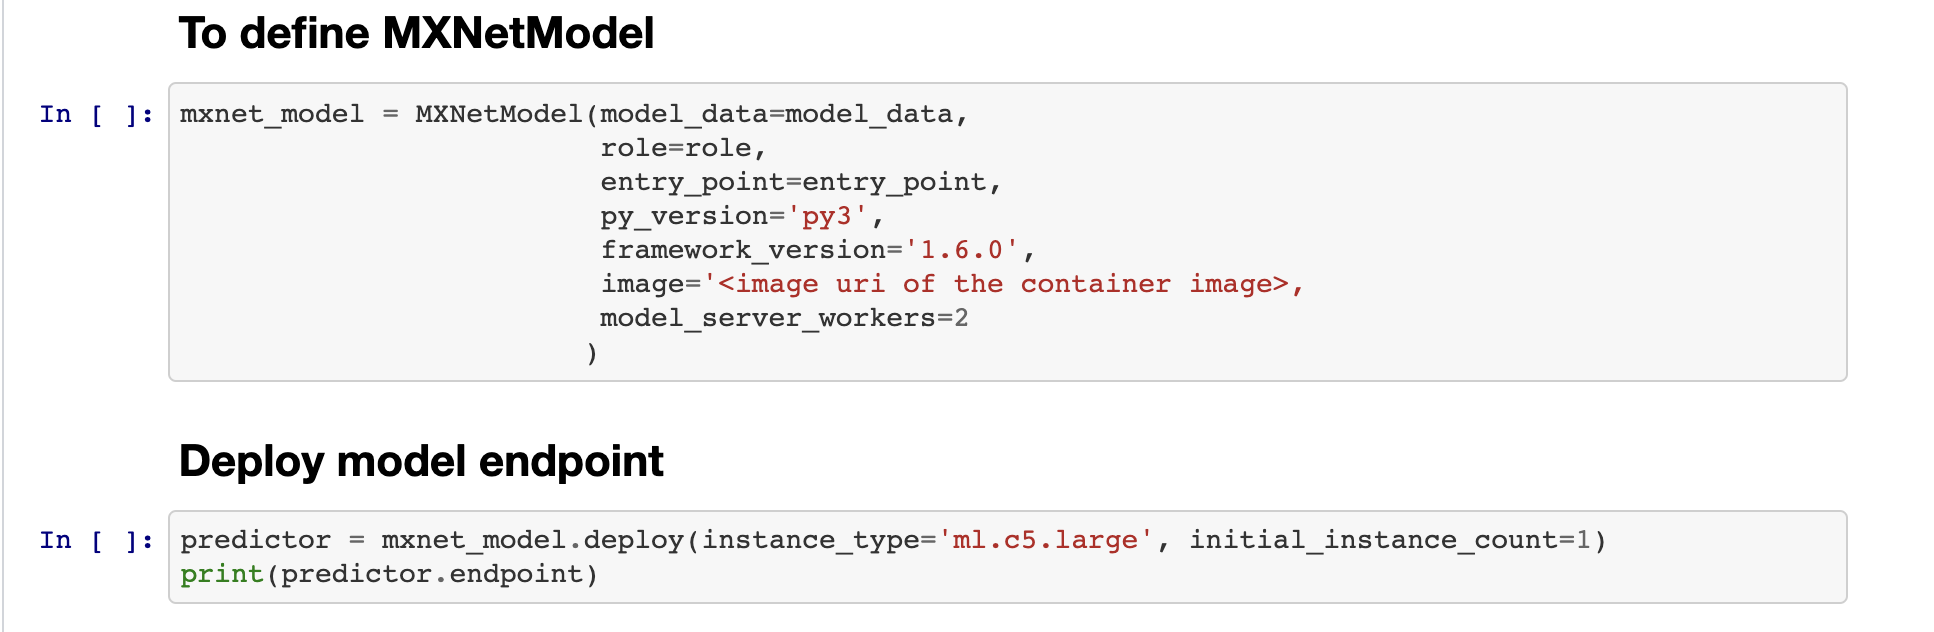 To define MXNetModel
In [ ]: mxnet_model = MXNetModel(model_data=model_data,
role=role,
entry_point=entry_point,
py_version='py3',
framework_version='1.6.0',
image='<image uri of the container image>,
model_server_workers=2
)
Deploy model endpoint
In [ ]: predictor = mxnet_model.deploy(instance_type='ml.c5.large', initial_instance_count=1)
print(predictor.endpoint)